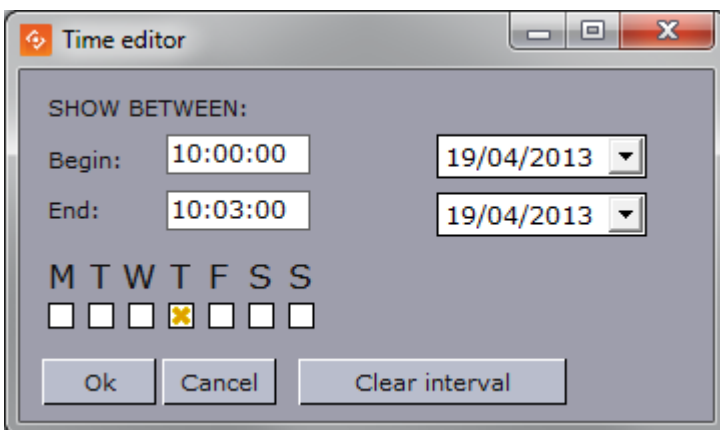 Time editor
SHOW BETWEEN:
Begin: 10:00:00 19/04/2013
End: 10:03:00 19/04/2013
M T W T F S S
Ok Cancel Clear interval